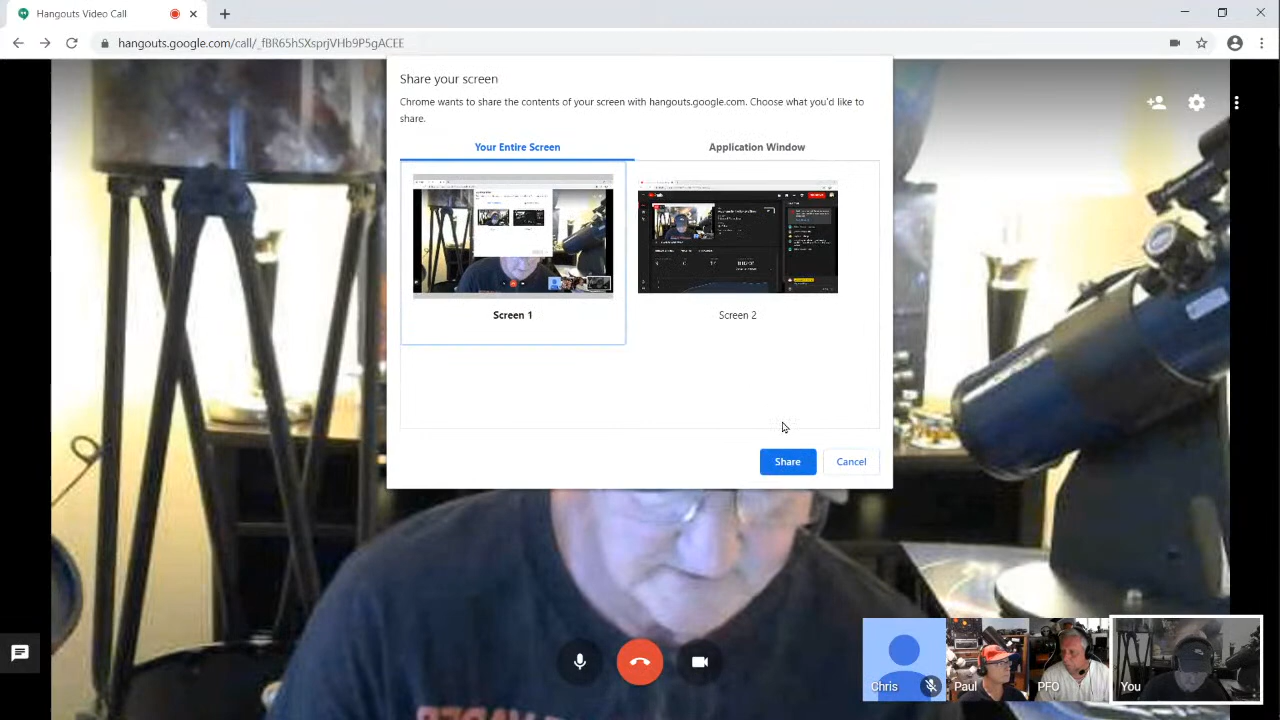 Hangouts Video Call
hangouts.google.com/call/_fBR65hSXsprjVHb9P5gACEE
Share your screen
Chrome wants to share the contents of your screen with hangouts.google.com. Choose what you'd like to
share.
Your Entire Screen
Application Window
Screen 1
Screen 2
Share
Cancel
Chris
Paul
PFO
You